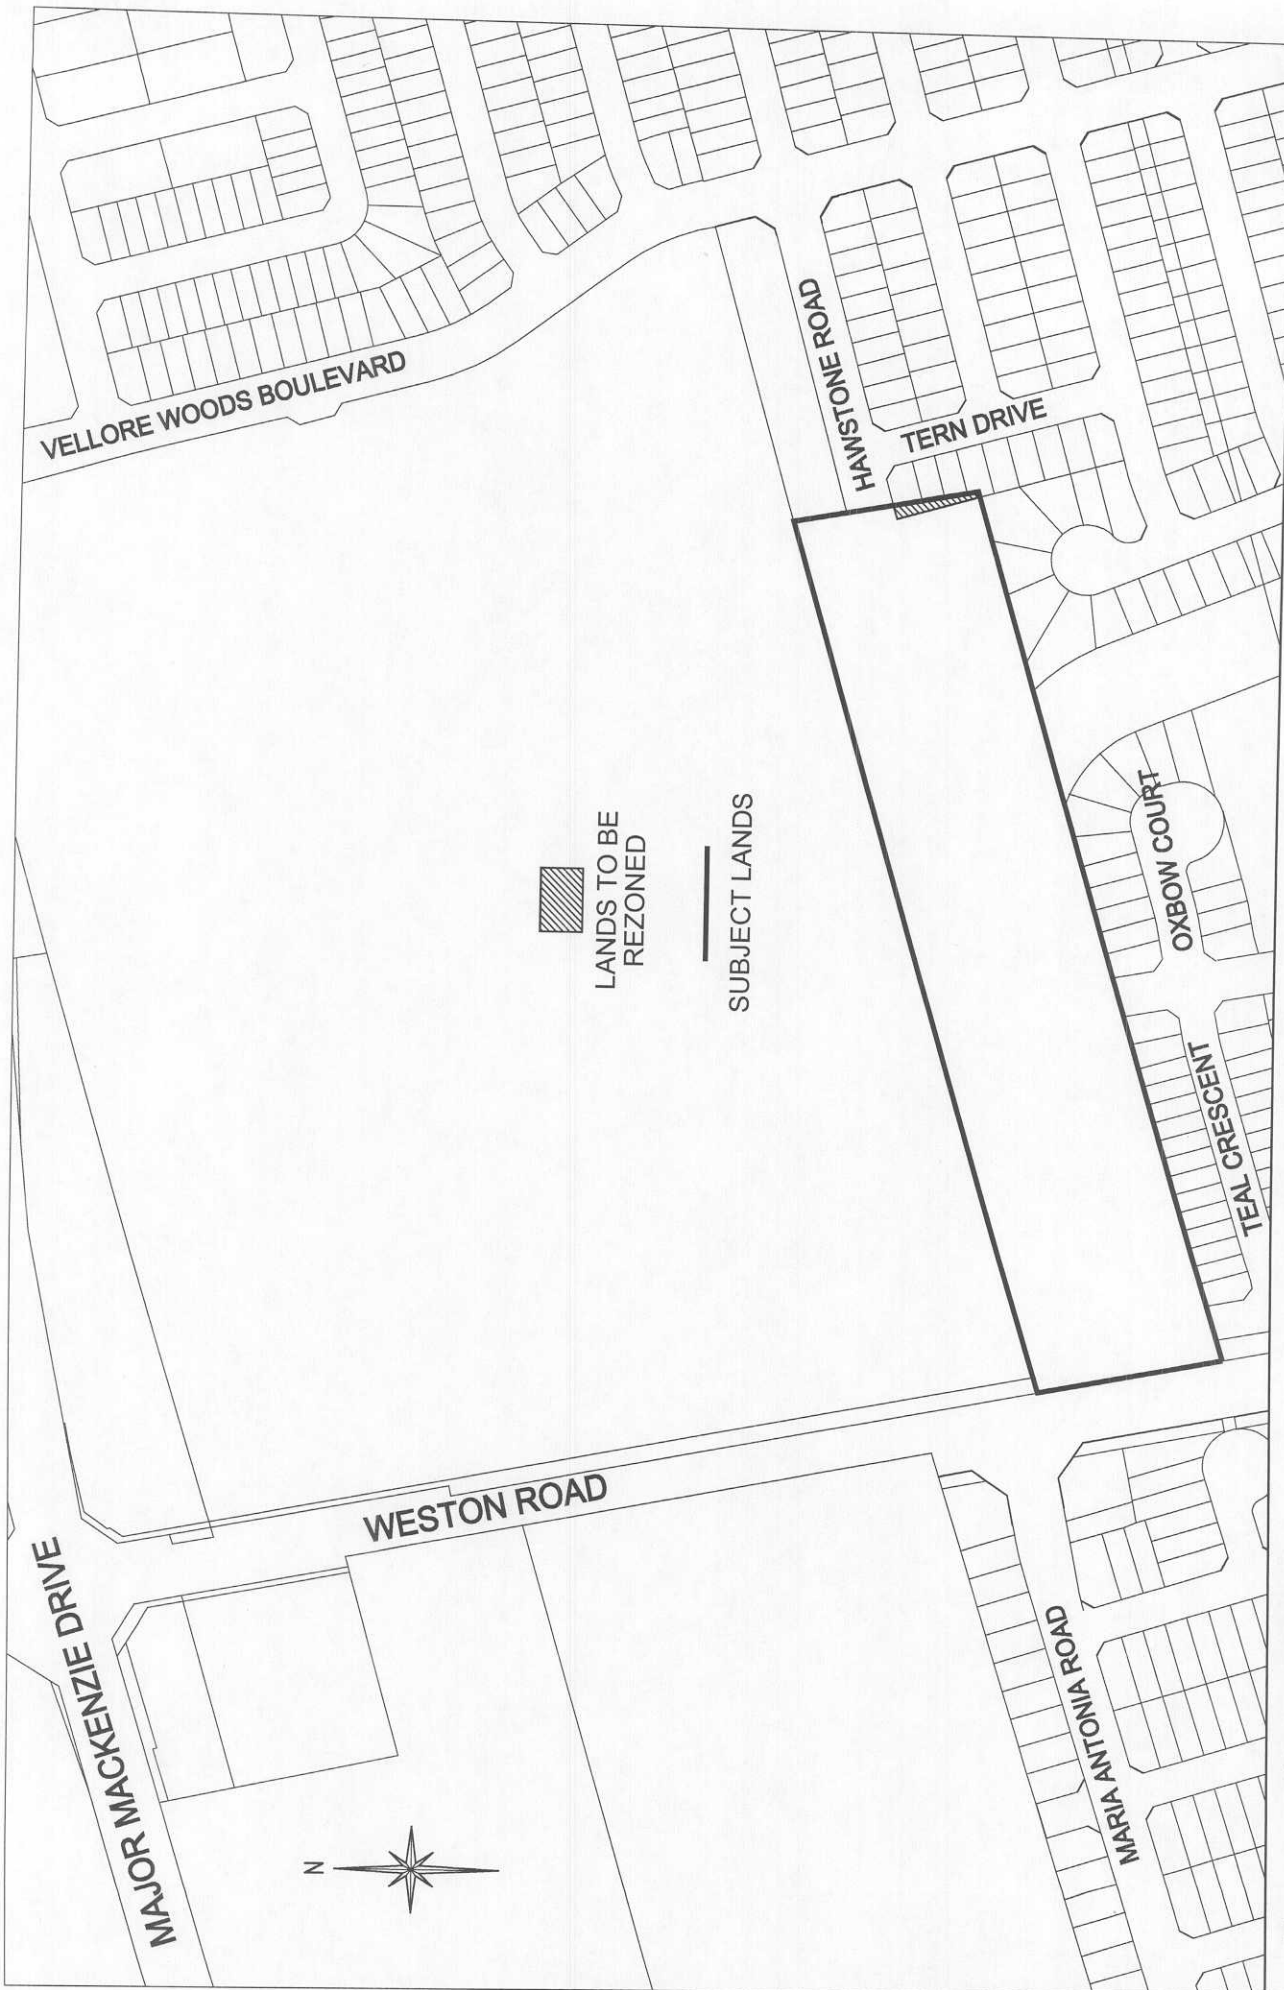 MAJOR MACKENZIE DRIVE
N
WESTON ROAD
MARIA ANTONIA ROAD
VELLORE WOODS BOULEVARD
LANDS TO BE
REZONED
SUBJECT LANDS
HAWSTONE ROAD
TERN DRIVE
OXBOW COURT
TEAL CRESCENT